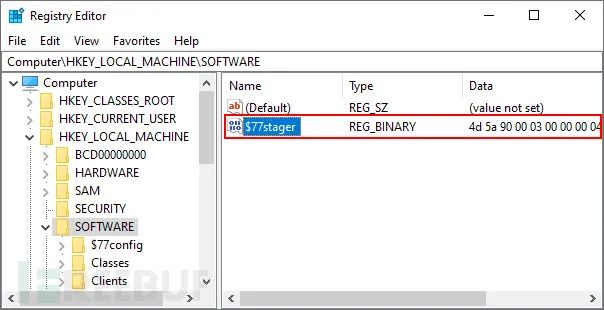 Registry Editor
File Edit View Favorites Help
Computer\HKEY_LOCAL_MACHINE\SOFTWARE
Computer
HKEY_CLASSES_ROOT
HKEY_CURRENT_USER
HKEY_LOCAL_MACHINE
BCD00000000
HARDWARE
SAM
SECURITY
SOFTWARE
$77config
Classes
Clients
Name Type Data
(Default) REG_SZ (value not set)
$77stager REG_BINARY 4d 5a 90 00 03 00 00 00 04
FREEBUF